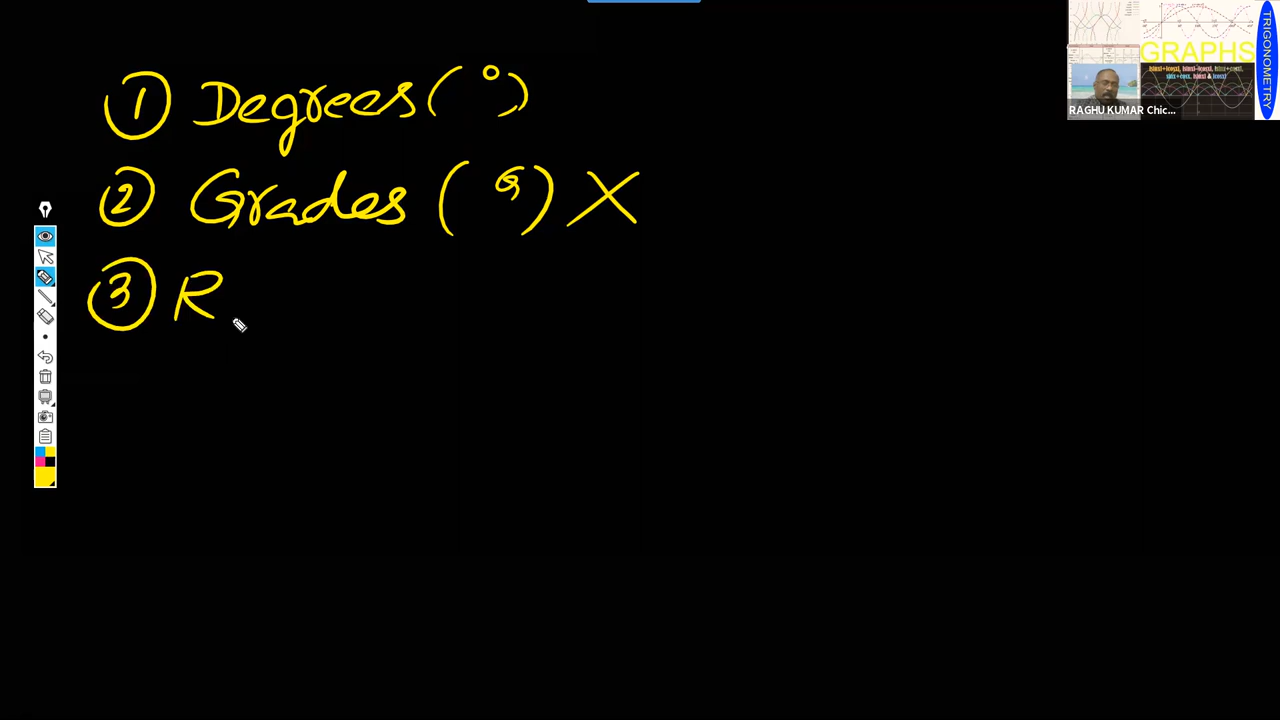 ① Degrees ( ° )
② Grades ( ᵍ ) X
③ R
GRAPHS
TRIGONOMETRY
RAGHU KUMAR Chic...